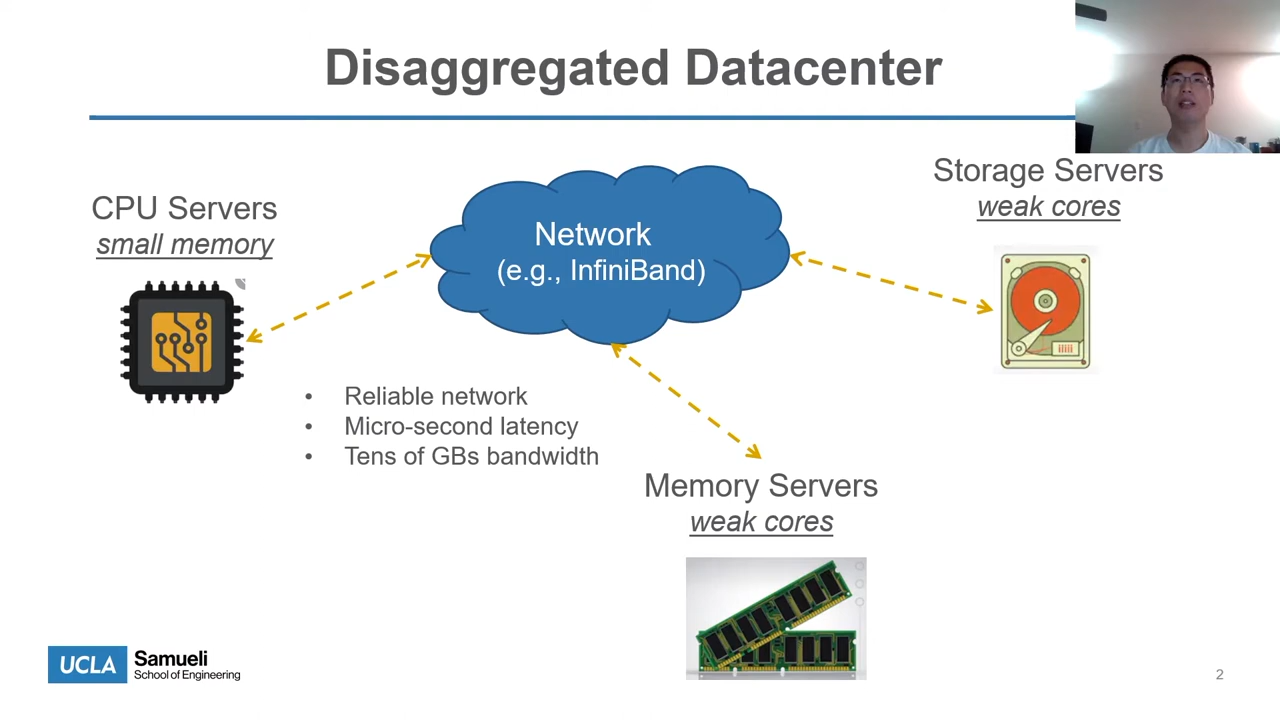 Disaggregated Datacenter
CPU Servers
small memory
Network
(e.g., InfiniBand)
Storage Servers
weak cores
• Reliable network
• Micro-second latency
• Tens of GBs bandwidth
Memory Servers
weak cores
UCLA Samueli
School of Engineering
2